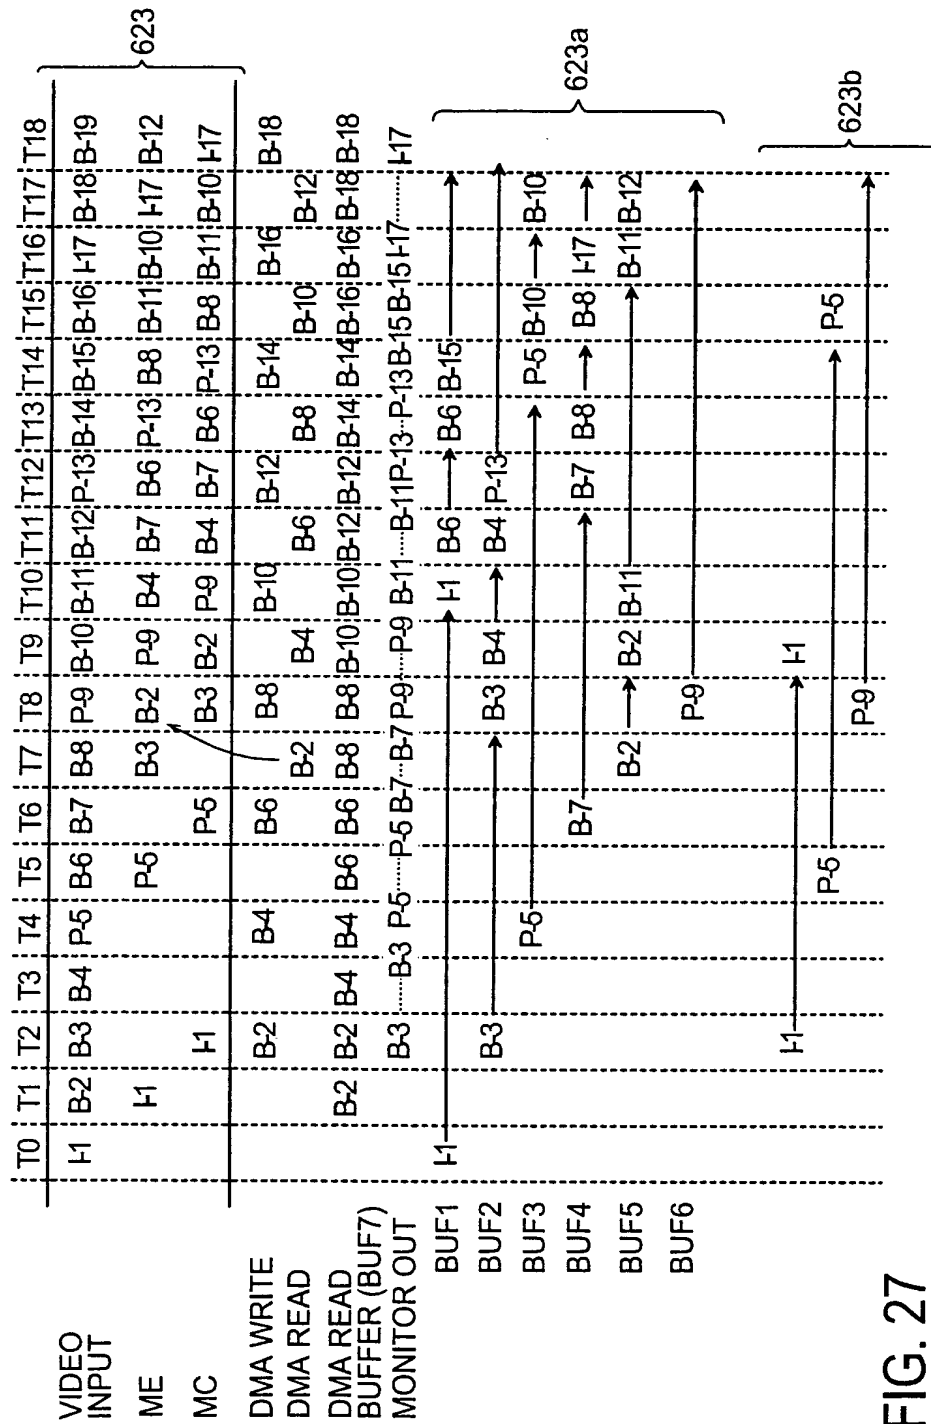 T0 T1 T2 T3 T4 T5 T6 T7 T8 T9 T10 T11 T12 T13 T14 T15 T16 T17 T18
VIDEO INPUT I-1 B-2 B-3 B-4 P-5 B-6 B-7 B-8 P-9 B-10 B-11 B-12 P-13 B-14 B-15 B-16 I-17 B-18 B-19
ME I-1 P-5 B-3 B-2 P-9 B-4 B-7 B-6 P-13 B-8 B-11 B-10 I-17 B-12
MC I-1 P-5 B-3 B-2 P-9 B-4 B-7 B-6 P-13 B-8 B-11 B-10 I-17
623
DMA WRITE B-2 B-4 B-6 B-8 B-10 B-12 B-14 B-16 B-18
DMA READ B-2 B-4 B-6 B-8 B-10 B-12
DMA READ BUFFER (BUF7) B-2 B-2 B-4 B-4 B-6 B-6 B-8 B-8 B-10 B-10 B-12 B-12 B-14 B-14 B-16 B-16 B-18 B-18
MONITOR OUT B-3 B-3 P-5 P-5 B-7 B-7 P-9 P-9 B-11 B-11 P-13 P-13 B-15 B-15 I-17 I-17
BUF1 I-1 I-1 B-6 B-6 B-15
BUF2 B-3 B-3 B-4 B-4 P-13
BUF3 P-5 P-5 B-10 B-10
BUF4 B-7 B-7 B-8 B-8 I-17
BUF5 B-2 B-2 B-11 B-11 B-12
BUF6 P-9
623a
I-1 I-1
P-5 P-5
P-9
623b
FIG. 27